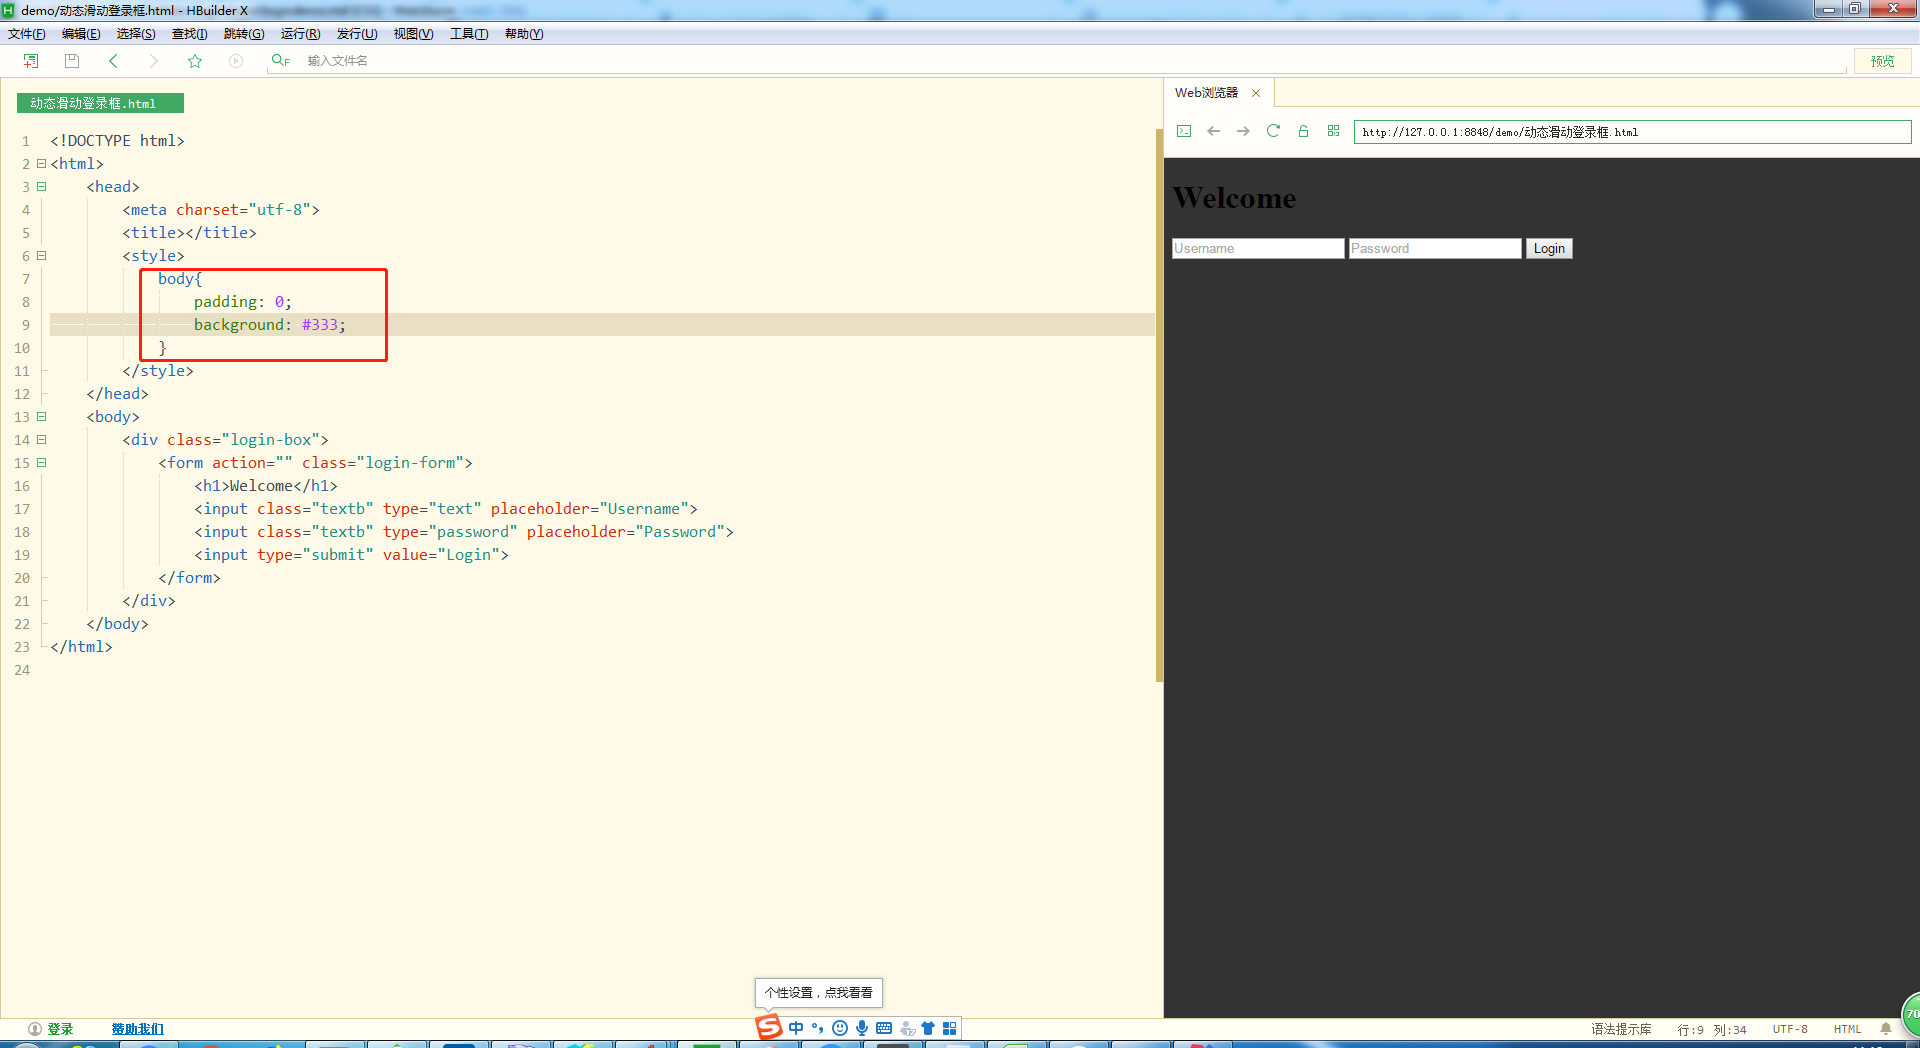 demo/动态滑动登录框.html - HBuilder X
文件(F) 编辑(E) 选择(S) 查找(I) 跳转(G) 运行(R) 发行(U) 视图(V) 工具(T) 帮助(Y)
输入文件名
预览
动态滑动登录框.html
1 <!DOCTYPE html>
2 <html>
3 <head>
4 <meta charset="utf-8">
5 <title></title>
6 <style>
7 body{
8 padding: 0;
9 background: #333;
10 }
11 </style>
12 </head>
13 <body>
14 <div class="login-box">
15 <form action="" class="login-form">
16 <h1>Welcome</h1>
17 <input class="textb" type="text" placeholder="Username">
18 <input class="textb" type="password" placeholder="Password">
19 <input type="submit" value="Login">
20 </form>
21 </div>
22 </body>
23 </html>
24
Web浏览器
http://127.0.0.1:8848/demo/动态滑动登录框.html
Welcome
Username Password Login
个性设置，点我看看
中
登录 赞助我们
语法提示库 行:9 列:34 UTF-8 HTML
70